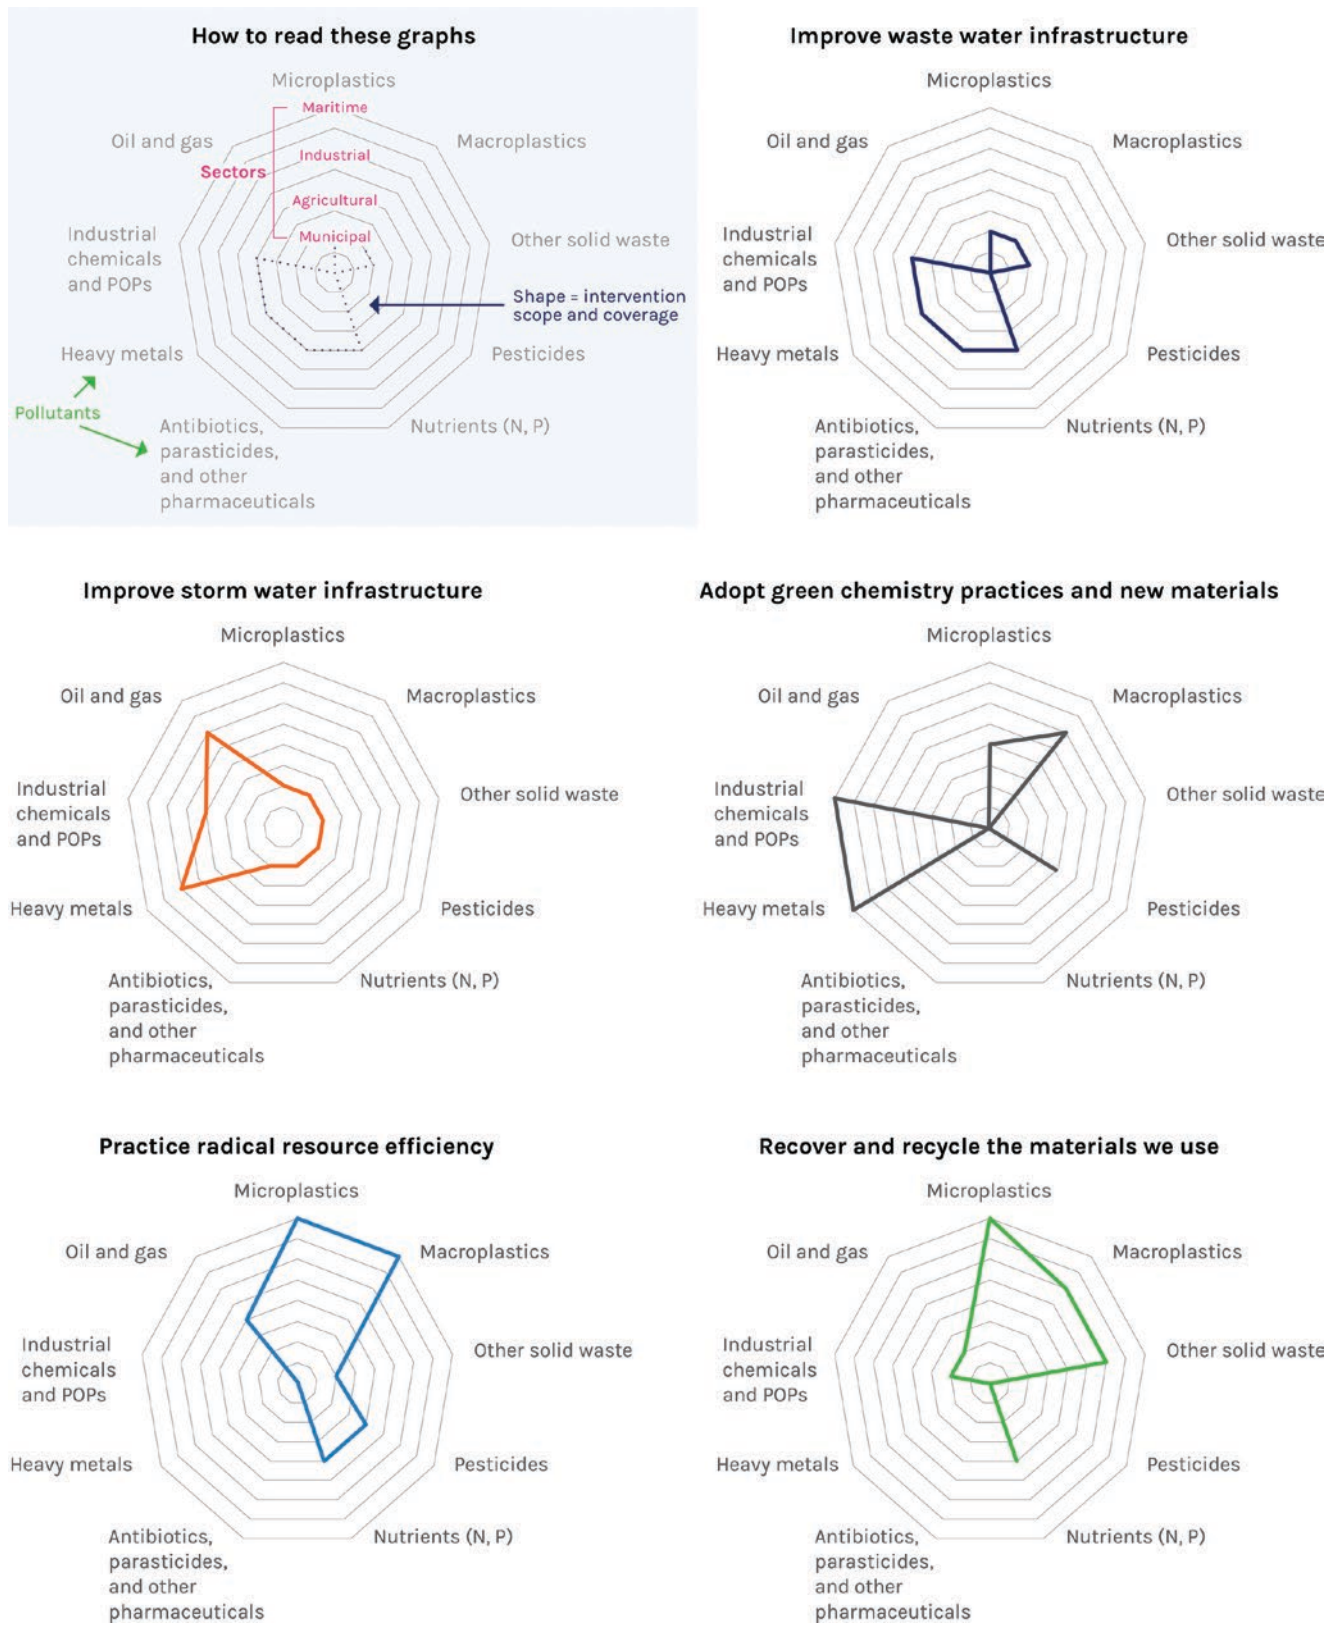 How to read these graphs
Microplastics
Maritime
Oil and gas
Macroplastics
Industrial
Sectors
Agricultural
Municipal
Industrial
chemicals
and POPs
Other solid waste
Shape = intervention
scope and coverage
Heavy metals
Pesticides
Pollutants
Antibiotics,
parasticides,
and other
pharmaceuticals
Nutrients (N, P)
Improve waste water infrastructure
Microplastics
Oil and gas
Macroplastics
Industrial
chemicals
and POPs
Other solid waste
Heavy metals
Pesticides
Antibiotics,
parasticides,
and other
pharmaceuticals
Nutrients (N, P)
Improve storm water infrastructure
Microplastics
Oil and gas
Macroplastics
Industrial
chemicals
and POPs
Other solid waste
Heavy metals
Pesticides
Antibiotics,
parasticides,
and other
pharmaceuticals
Nutrients (N, P)
Adopt green chemistry practices and new materials
Microplastics
Oil and gas
Macroplastics
Industrial
chemicals
and POPs
Other solid waste
Heavy metals
Pesticides
Antibiotics,
parasticides,
and other
pharmaceuticals
Nutrients (N, P)
Practice radical resource efficiency
Microplastics
Oil and gas
Macroplastics
Industrial
chemicals
and POPs
Other solid waste
Heavy metals
Pesticides
Antibiotics,
parasticides,
and other
pharmaceuticals
Nutrients (N, P)
Recover and recycle the materials we use
Microplastics
Oil and gas
Macroplastics
Industrial
chemicals
and POPs
Other solid waste
Heavy metals
Pesticides
Antibiotics,
parasticides,
and other
pharmaceuticals
Nutrients (N, P)